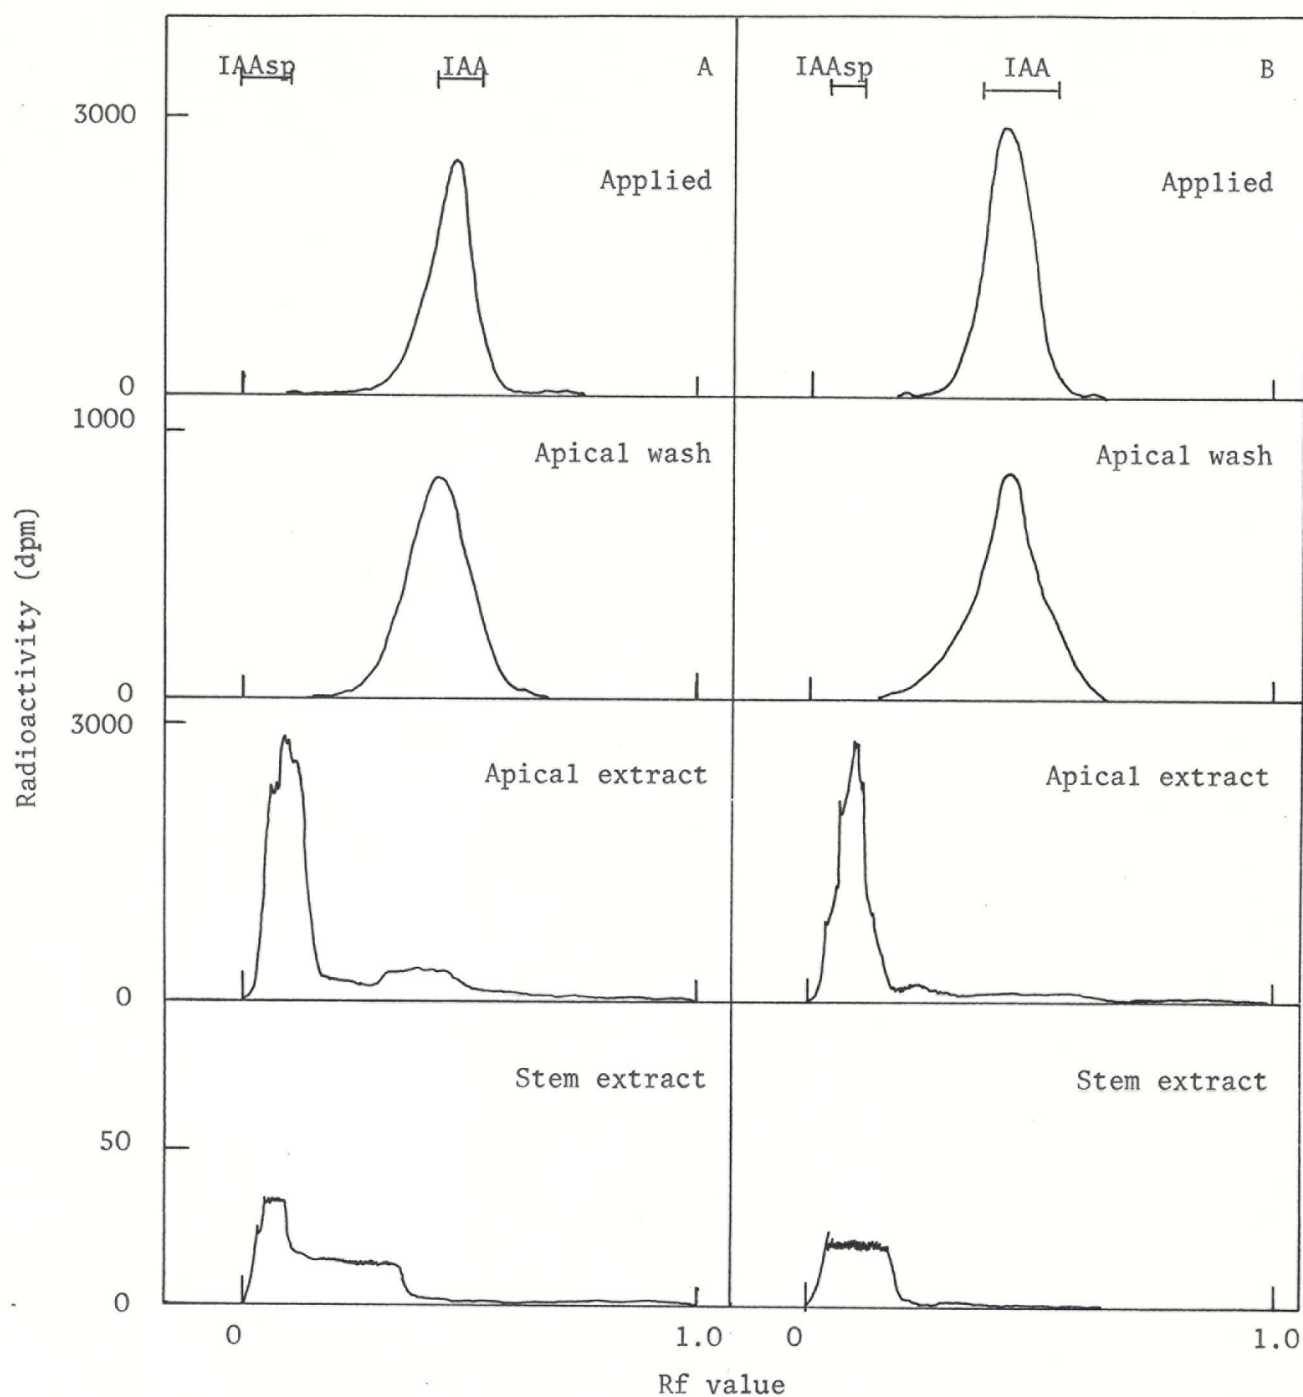 IAAsp IAA A
IAAsp IAA B
3000
Applied
Applied
0
1000
Apical wash
Apical wash
0
3000
Apical extract
Apical extract
0
Stem extract
Stem extract
50
0
0 1.0 0 1.0
Rf value
Radioactivity (dpm)